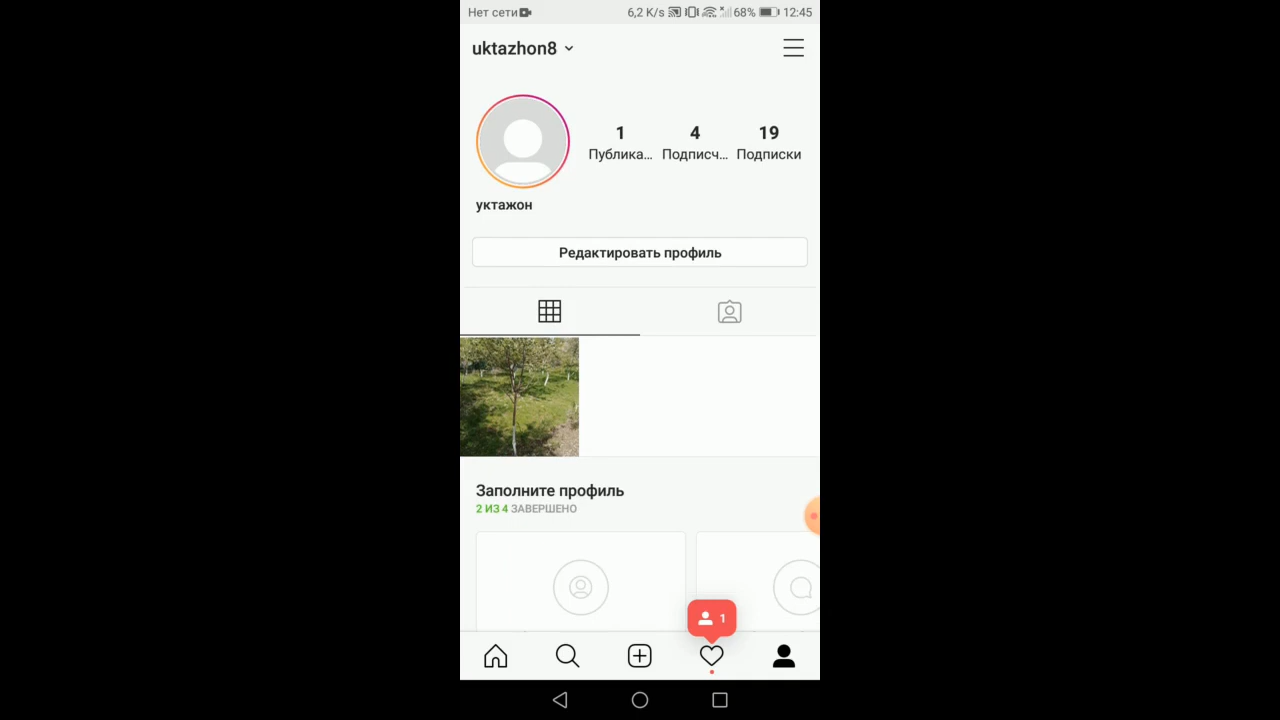 Нет сети 6,2 K/s 68% 12:45
uktazhon8
1 4 19
Публика... Подписч... Подписки
уктажон
Редактировать профиль
Заполните профиль
2 ИЗ 4 ЗАВЕРШЕНО
1